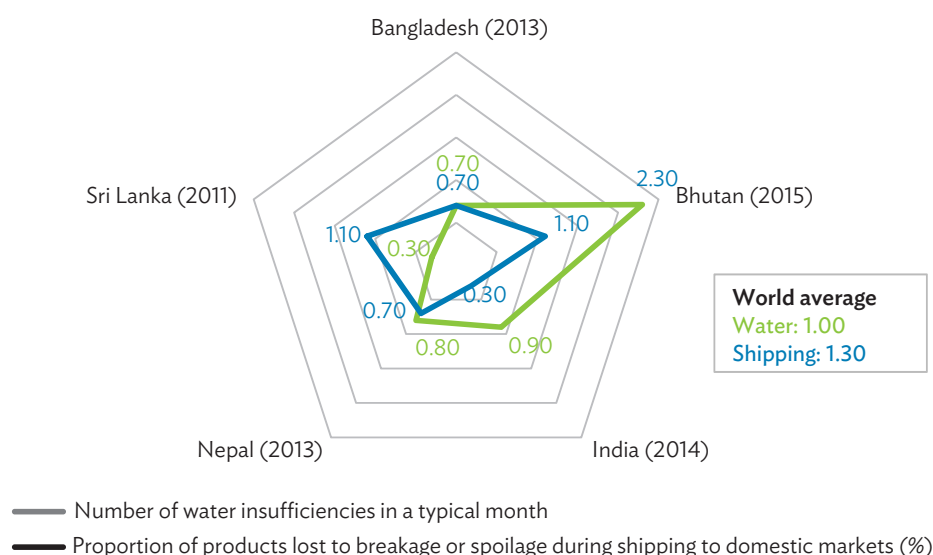 Bangladesh (2013)
0.70
0.70
2.30
Bhutan (2015)
Sri Lanka (2011)
1.10
1.10
0.30
0.30
0.70
0.80
0.90
World average
Water: 1.00
Shipping: 1.30
Nepal (2013)
India (2014)
Number of water insufficiencies in a typical month
Proportion of products lost to breakage or spoilage during shipping to domestic markets (%)